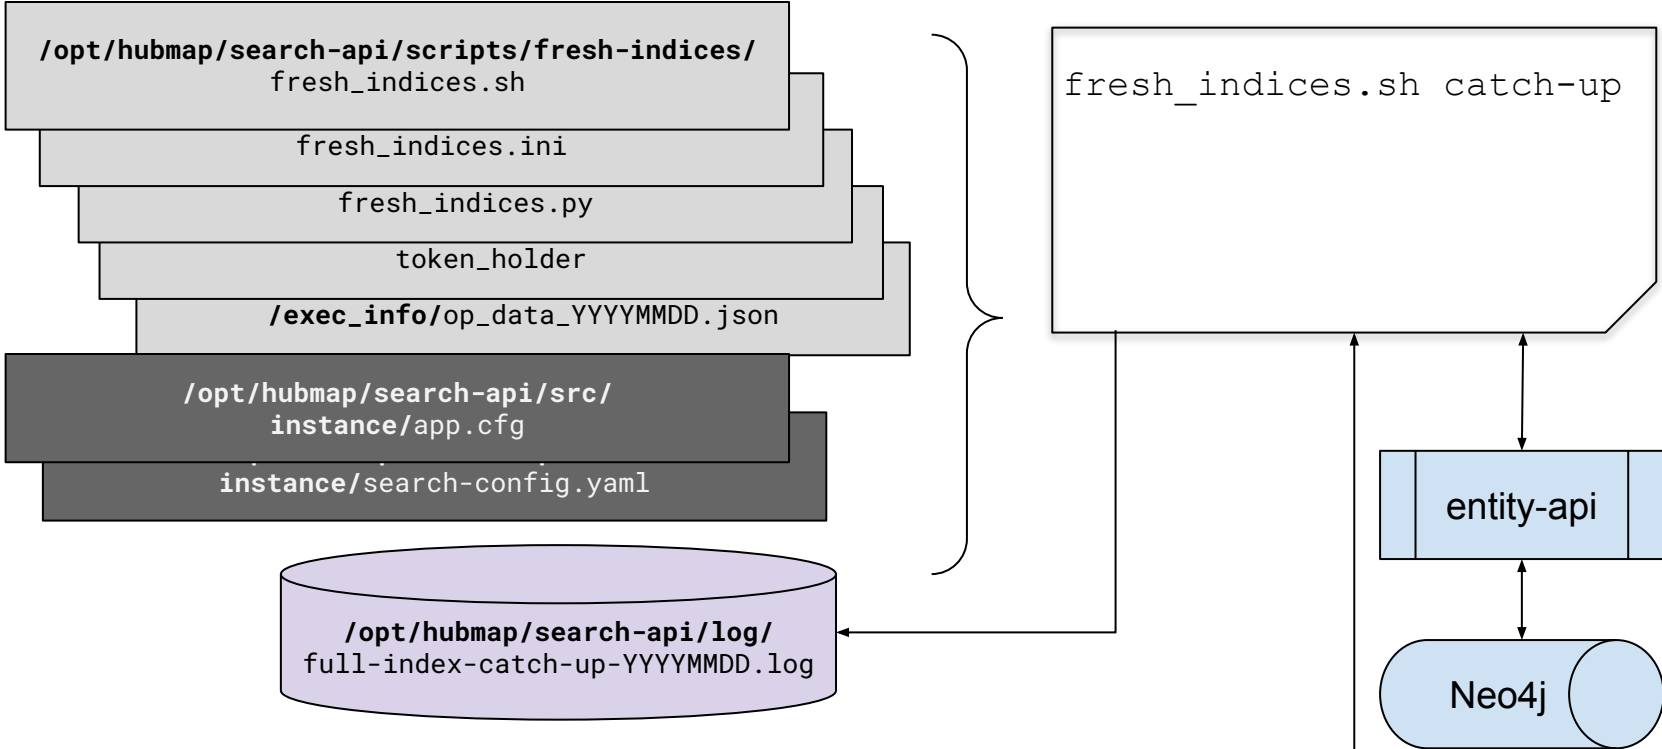 /opt/hubmap/search-api/scripts/fresh-indices/
fresh_indices.sh
fresh_indices.ini
fresh_indices.py
token_holder
/exec_info/op_data_YYYYMMDD.json
/opt/hubmap/search-api/src/
instance/app.cfg
instance/search-config.yaml
/opt/hubmap/search-api/log/
full-index-catch-up-YYYYMMDD.log
fresh_indices.sh catch-up
entity-api
Neo4j